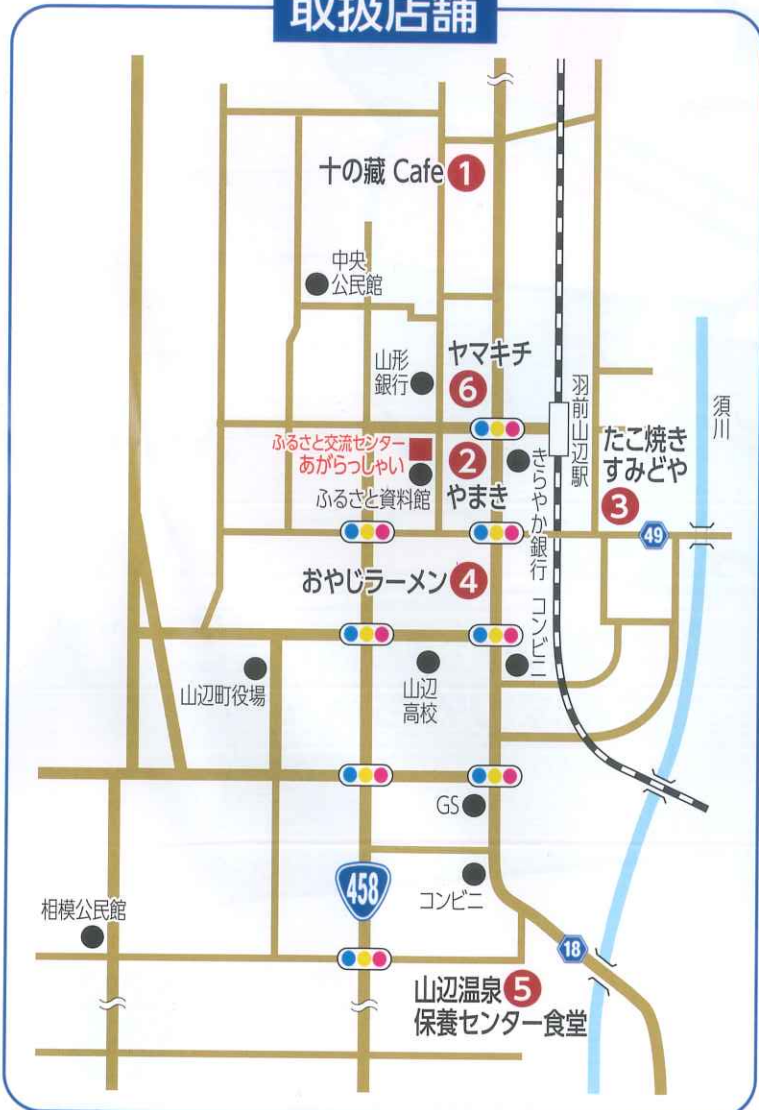 取扱店舗
十の藏 Cafe 1
中央
公民館
山形
銀行
ヤマキチ
6
羽前山辺駅
須川
ふるさと交流センター
あがらっしゃい
ふるさと資料館
2
やまき
きらやか銀行
たこ焼き
すみどや
3
49
おやじラーメン 4
コンビニ
山辺町役場
山辺
高校
GS
458
コンビニ
相模公民館
18
山辺温泉 5
保養センター食堂